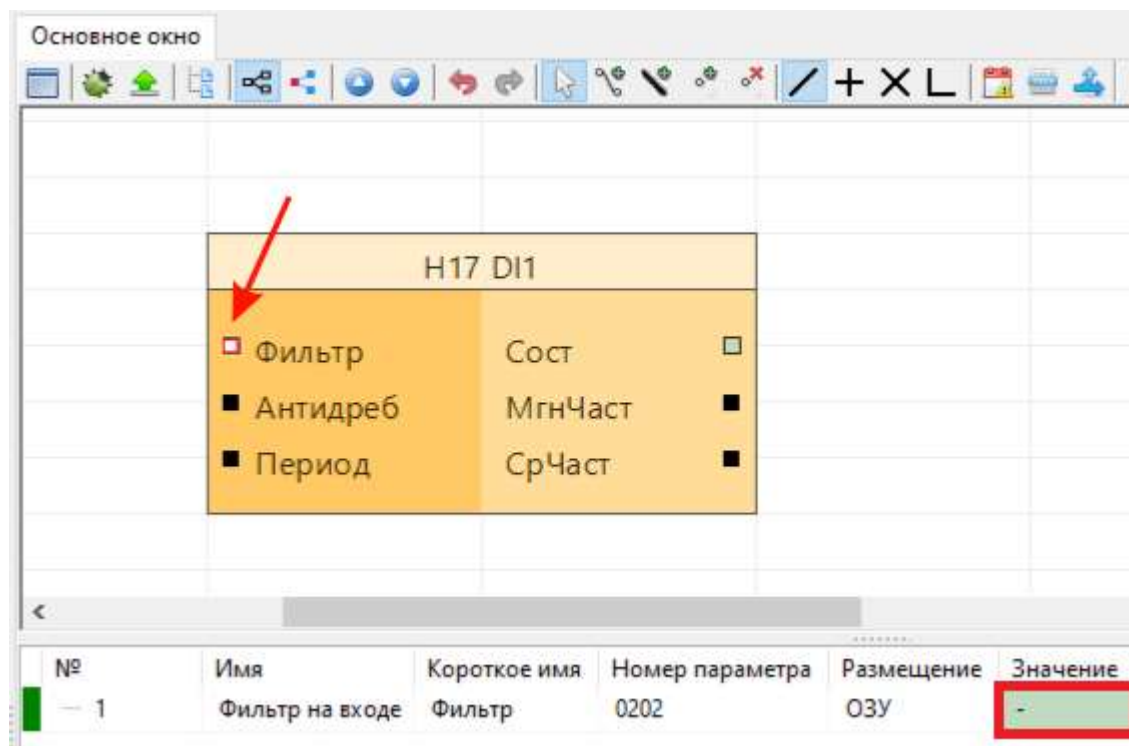 Основное окно
H17 DI1
Фильтр Сост
Антидреб МгнЧаст
Период СрЧаст
№ Имя Короткое имя Номер параметра Размещение Значение
1 Фильтр на входе Фильтр 0202 ОЗУ -